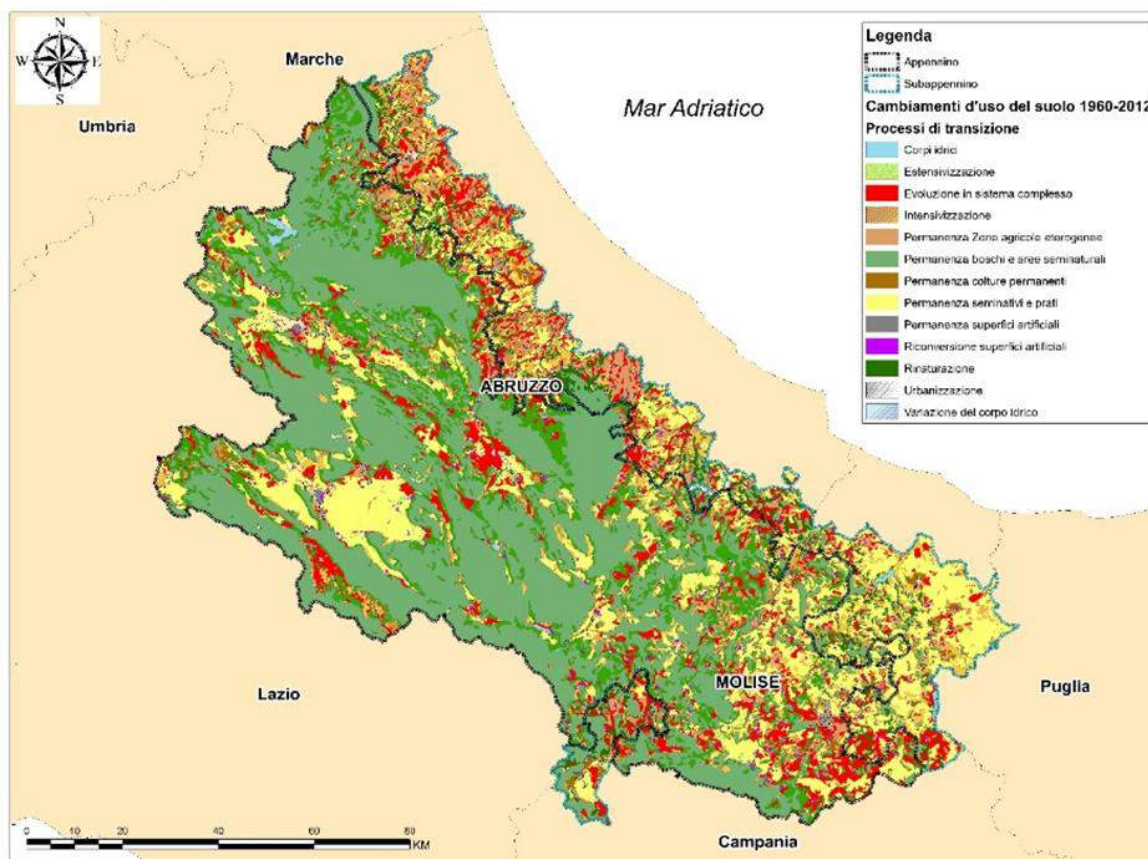 N
W E
S
Marche
Umbria
Mar Adriatico
ABRUZZO
MOLISE
Lazio
Puglia
Campania
0 10 20 40 60 80
KM
Legenda
Appennino
Subappennino
Cambiamenti d'uso del suolo 1960-2012
Processi di transizione
Corpi idrici
Estensivizzazione
Evoluzione in sistema complesso
Intensivizzazione
Permanenza Zone agricole eterogenee
Permanenza boschi e aree seminaturali
Permanenza colture permanenti
Permanenza seminativi e prati
Permanenza superfici artificiali
Riconversione superfici artificiali
Rinaturazione
Urbanizzazione
Variazione del corpo idrico